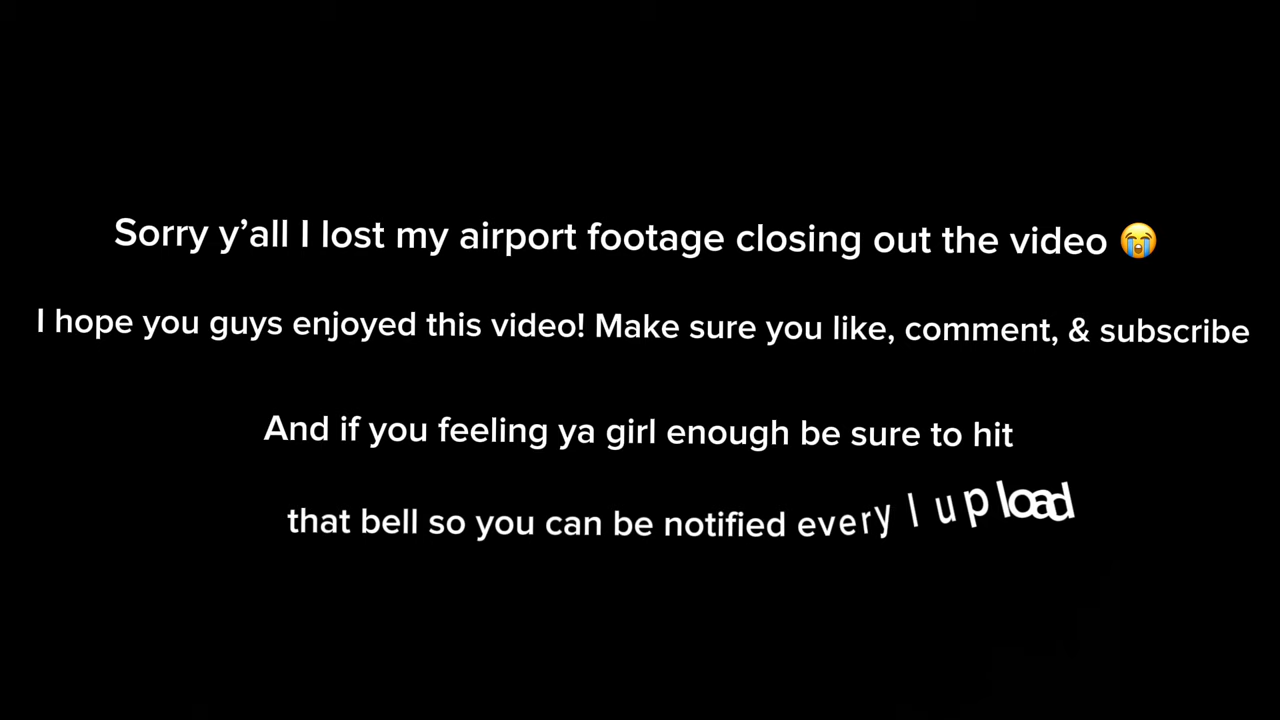 Sorry y’all I lost my airport footage closing out the video 😭
I hope you guys enjoyed this video! Make sure you like, comment, & subscribe
And if you feeling ya girl enough be sure to hit
that bell so you can be notified every I upload